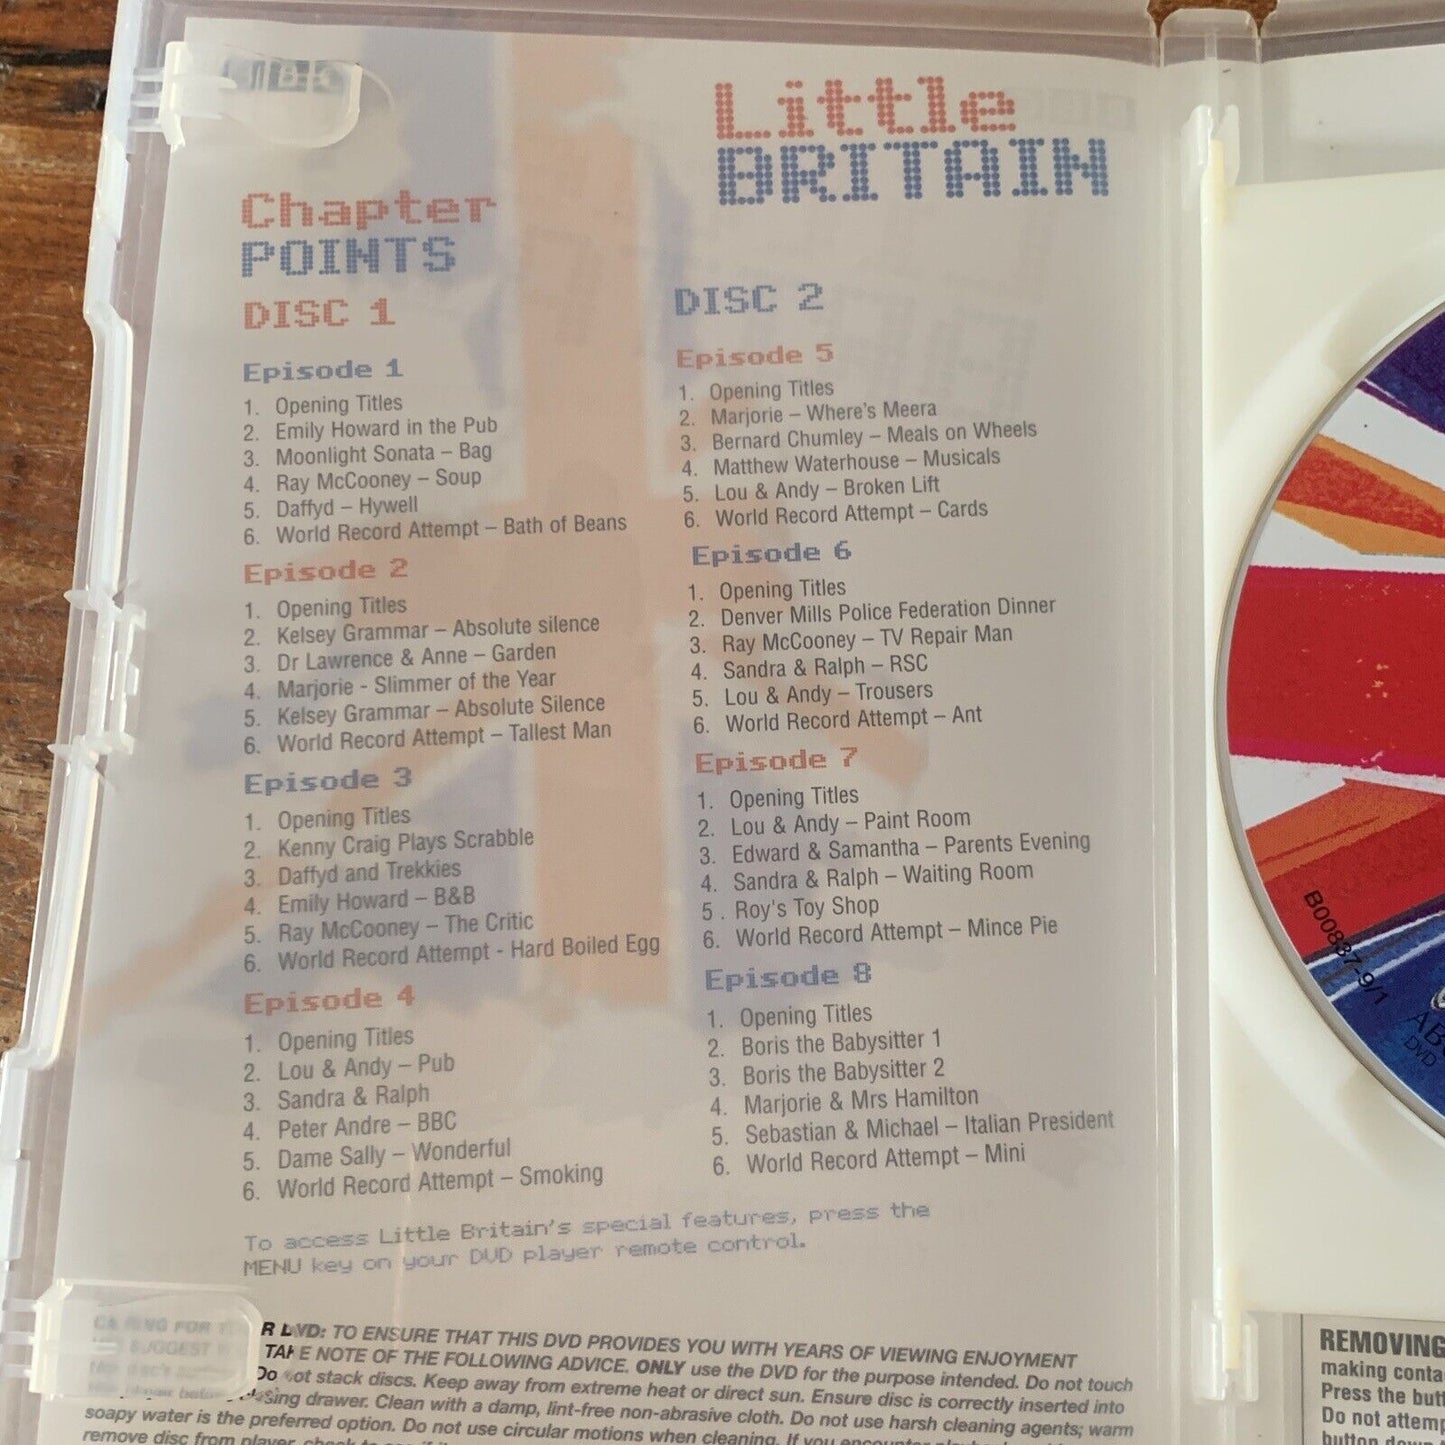 Little
BRITAIN
Chapter
POINTS
DISC 1
Episode 1
1. Opening Titles
2. Emily Howard in the Pub
3. Moonlight Sonata – Bag
4. Ray McCooney – Soup
5. Daffyd – Hywell
6. World Record Attempt – Bath of Beans
Episode 2
1. Opening Titles
2. Kelsey Grammar – Absolute silence
3. Dr Lawrence & Anne – Garden
4. Marjorie - Slimmer of the Year
5. Kelsey Grammar – Absolute Silence
6. World Record Attempt – Tallest Man
Episode 3
1. Opening Titles
2. Kenny Craig Plays Scrabble
3. Daffyd and Trekkies
4. Emily Howard – B&B
5. Ray McCooney – The Critic
6. World Record Attempt - Hard Boiled Egg
Episode 4
1. Opening Titles
2. Lou & Andy – Pub
3. Sandra & Ralph
4. Peter Andre – BBC
5. Dame Sally – Wonderful
6. World Record Attempt – Smoking
DISC 2
Episode 5
1. Opening Titles
2. Marjorie – Where's Meera
3. Bernard Chumley – Meals on Wheels
4. Matthew Waterhouse – Musicals
5. Lou & Andy – Broken Lift
6. World Record Attempt – Cards
Episode 6
1. Opening Titles
2. Denver Mills Police Federation Dinner
3. Ray McCooney – TV Repair Man
4. Sandra & Ralph – RSC
5. Lou & Andy – Trousers
6. World Record Attempt – Ant
Episode 7
1. Opening Titles
2. Lou & Andy – Paint Room
3. Edward & Samantha – Parents Evening
4. Sandra & Ralph – Waiting Room
5 . Roy's Toy Shop
6. World Record Attempt – Mince Pie
Episode 8
1. Opening Titles
2. Boris the Babysitter 1
3. Boris the Babysitter 2
4. Marjorie & Mrs Hamilton
5. Sebastian & Michael – Italian President
6. World Record Attempt – Mini
To access Little Britain's special features, press the
MENU key on your DVD player remote control.
DVD: TO ENSURE THAT THIS DVD PROVIDES YOU WITH YEARS OF VIEWING ENJOYMENT
TAKE NOTE OF THE FOLLOWING ADVICE. ONLY use the DVD for the purpose intended. Do not touch
Do not stack discs. Keep away from extreme heat or direct sun. Ensure disc is correctly inserted into
drawer. Clean with a damp, lint-free non-abrasive cloth. Do not use harsh cleaning agents; warm
soapy water is the preferred option. Do not use circular motions when cleaning. If you
remove disc from player,
B00837-9/1
DVD
REMOVING
making
Press the
Do not